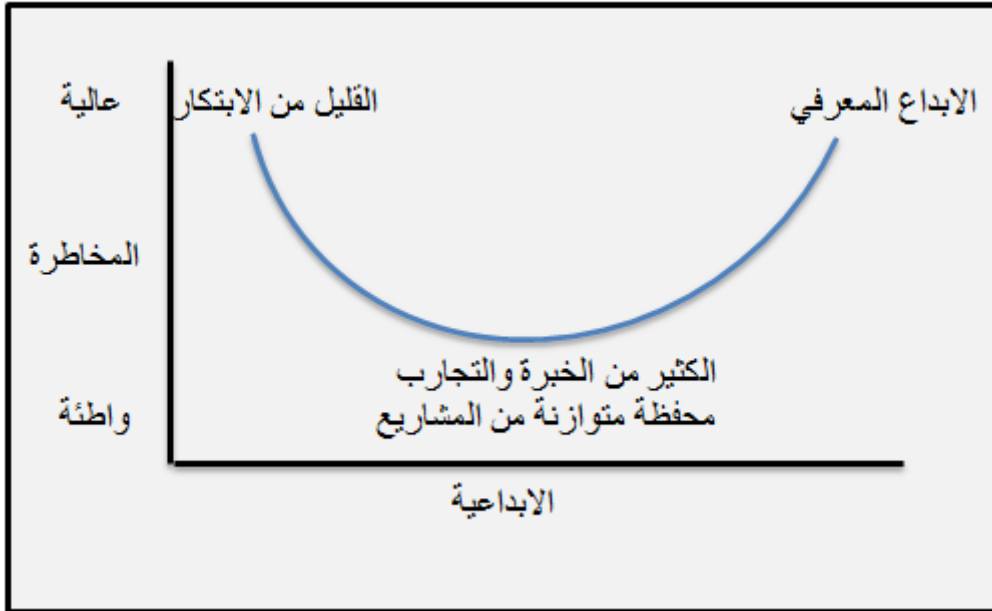 عالية
القليل من الابتكار
الابداع المعرفي
المخاطرة
الكثير من الخبرة والتجارب
محفظة متوازنة من المشاريع
واطئة
الابداعية